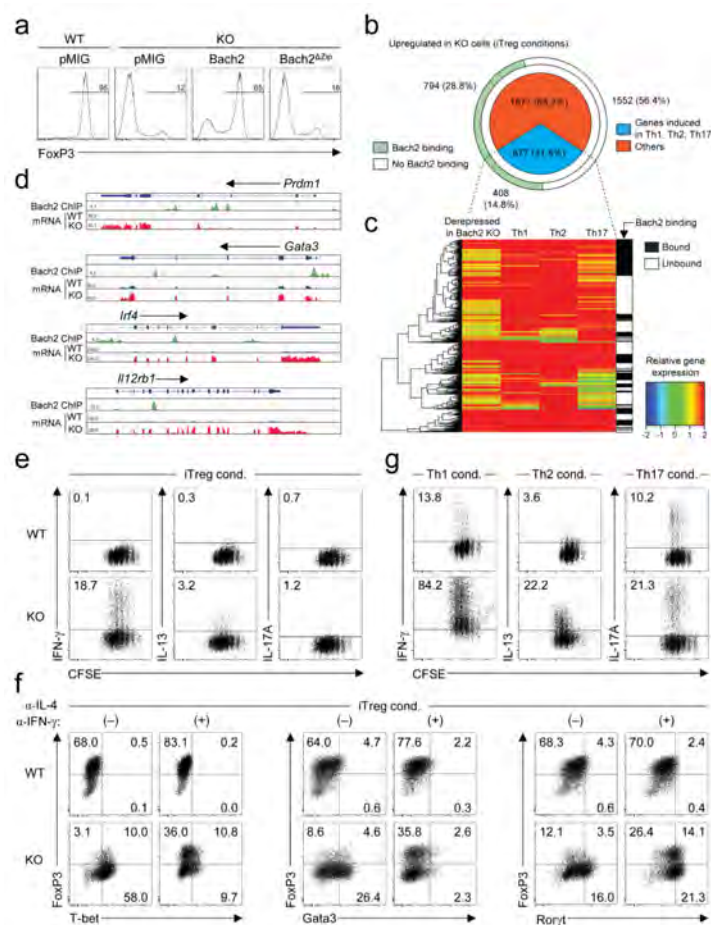 a
WT KO
pMIG pMIG Bach2 Bach2ΔZip
FoxP3
b
Upregulated in KO cells (iTreg conditions)
794 (28.8%)
1552 (56.4%)
408
(14.8%)
Bach2 binding
No Bach2 binding
Genes induced
in Th1, Th2, Th17
Others
c
Derepressed
in Bach2 KO Th1 Th2 Th17
Bach2 binding
Bound
Unbound
Relative gene
expression
-2 -1 0 1 2
d
Prdm1
Bach2 ChIP
mRNA WT
KO
Gata3
Bach2 ChIP
mRNA WT
KO
Irf4
Bach2 ChIP
mRNA WT
KO
Il12rb1
Bach2 ChIP
mRNA WT
KO
e
iTreg cond.
WT
0.1 0.3 0.7
KO
18.7 3.2 1.2
IFN-γ IL-13 IL-17A
CFSE
g
Th1 cond. Th2 cond. Th17 cond.
13.8 3.6 10.2
84.2 22.2 21.3
IFN-γ IL-13 IL-17A
CFSE
f
α-IL-4
α-IFN-γ:
iTreg cond.
(−) (+) (−) (+) (−) (+)
WT
68.0 0.5 83.1 0.2 64.0 4.7 77.6 2.2 68.3 4.3 70.0 2.4
0.1 0.0 0.6 0.3 0.6 0.4
KO
3.1 10.0 36.0 10.8 8.6 4.6 35.8 2.6 12.1 3.5 26.4 14.1
58.0 9.7 26.4 2.3 16.0 21.3
FoxP3 FoxP3 FoxP3
T-bet Gata3 Rorγt